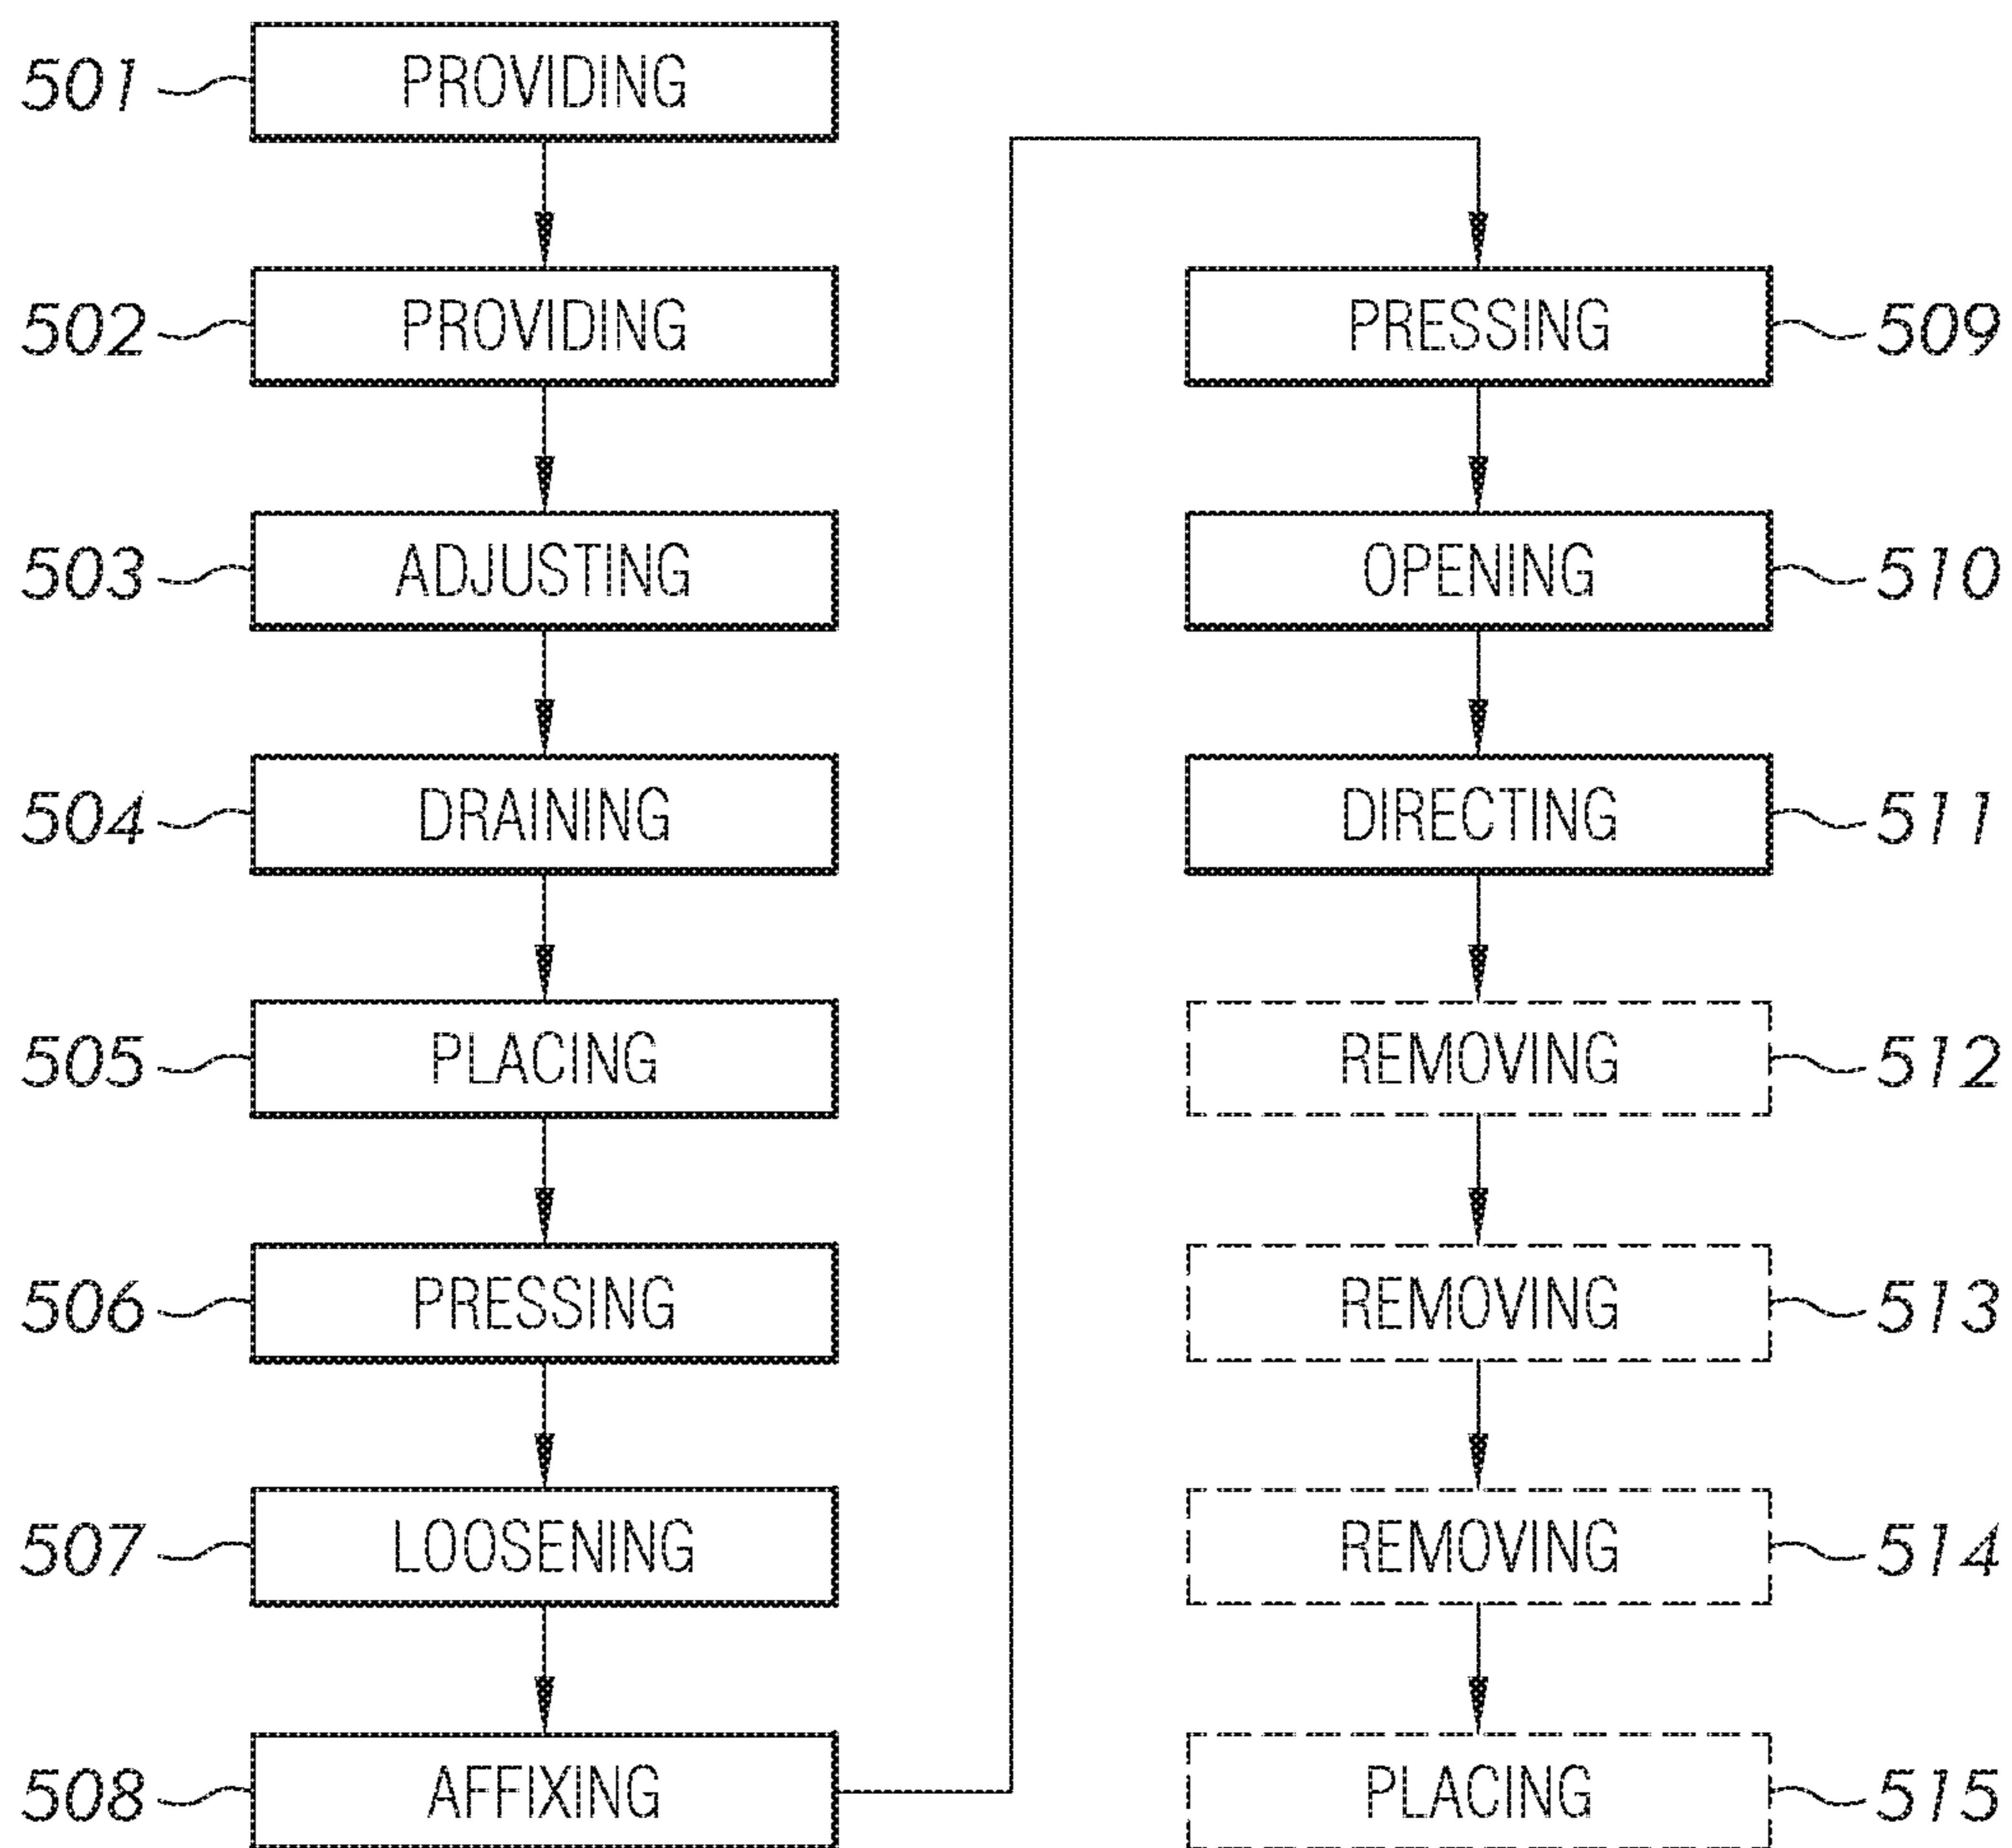 501 PROVIDING
502 PROVIDING
503 ADJUSTING
504 DRAINING
505 PLACING
506 PRESSING
507 LOOSENING
508 AFFIXING
PRESSING 509
OPENING 510
DIRECTING 511
REMOVING 512
REMOVING 513
REMOVING 514
PLACING 515